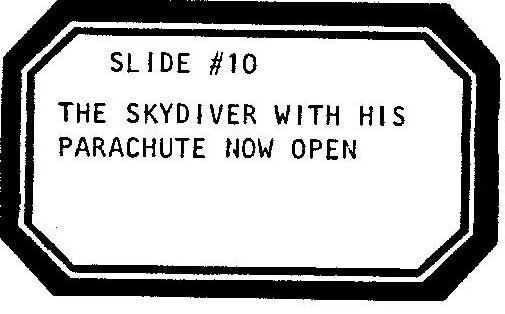 SLIDE #10
THE SKYDIVER WITH HIS
PARACHUTE NOW OPEN